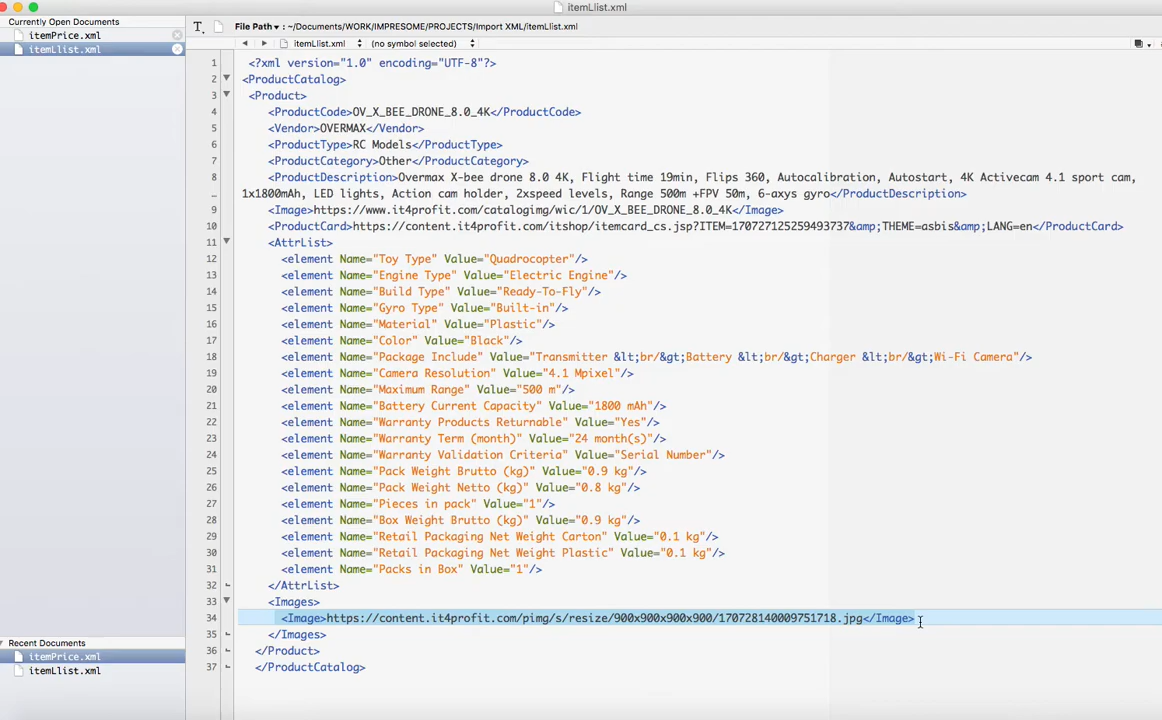 itemLlist.xml
Currently Open Documents
itemPrice.xml
itemLlist.xml
Recent Documents
itemPrice.xml
itemLlist.xml
T. File Path ▾ : ~/Documents/WORK/IMPRESOME/PROJECTS/Import XML/itemLlist.xml
itemLlist.xml (no symbol selected)
1 <?xml version="1.0" encoding="UTF-8"?>
2 <ProductCatalog>
3 <Product>
4 <ProductCode>OV_X_BEE_DRONE_8.0_4K</ProductCode>
5 <Vendor>OVERMAX</Vendor>
6 <ProductType>RC Models</ProductType>
7 <ProductCategory>Other</ProductCategory>
8 <ProductDescription>Overmax X-bee drone 8.0 4K, Flight time 19min, Flips 360, Autocalibration, Autostart, 4K Activecam 4.1 sport cam,
… 1x1800mAh, LED lights, Action cam holder, 2xspeed levels, Range 500m +FPV 50m, 6-axys gyro</ProductDescription>
9 <Image>https://www.it4profit.com/catalogimg/wic/1/OV_X_BEE_DRONE_8.0_4K</Image>
10 <ProductCard>https://content.it4profit.com/itshop/itemcard_cs.jsp?ITEM=170727125259493737&amp;THEME=asbis&amp;LANG=en</ProductCard>
11 <AttrList>
12 <element Name="Toy Type" Value="Quadrocopter"/>
13 <element Name="Engine Type" Value="Electric Engine"/>
14 <element Name="Build Type" Value="Ready-To-Fly"/>
15 <element Name="Gyro Type" Value="Built-in"/>
16 <element Name="Material" Value="Plastic"/>
17 <element Name="Color" Value="Black"/>
18 <element Name="Package Include" Value="Transmitter &lt;br/&gt;Battery &lt;br/&gt;Charger &lt;br/&gt;Wi-Fi Camera"/>
19 <element Name="Camera Resolution" Value="4.1 Mpixel"/>
20 <element Name="Maximum Range" Value="500 m"/>
21 <element Name="Battery Current Capacity" Value="1800 mAh"/>
22 <element Name="Warranty Products Returnable" Value="Yes"/>
23 <element Name="Warranty Term (month)" Value="24 month(s)"/>
24 <element Name="Warranty Validation Criteria" Value="Serial Number"/>
25 <element Name="Pack Weight Brutto (kg)" Value="0.9 kg"/>
26 <element Name="Pack Weight Netto (kg)" Value="0.8 kg"/>
27 <element Name="Pieces in pack" Value="1"/>
28 <element Name="Box Weight Brutto (kg)" Value="0.9 kg"/>
29 <element Name="Retail Packaging Net Weight Carton" Value="0.1 kg"/>
30 <element Name="Retail Packaging Net Weight Plastic" Value="0.1 kg"/>
31 <element Name="Packs in Box" Value="1"/>
32 </AttrList>
33 <Images>
34 <Image>https://content.it4profit.com/pimg/s/resize/900x900x900x900/170728140009751718.jpg</Image>
35 </Images>
36 </Product>
37 </ProductCatalog>